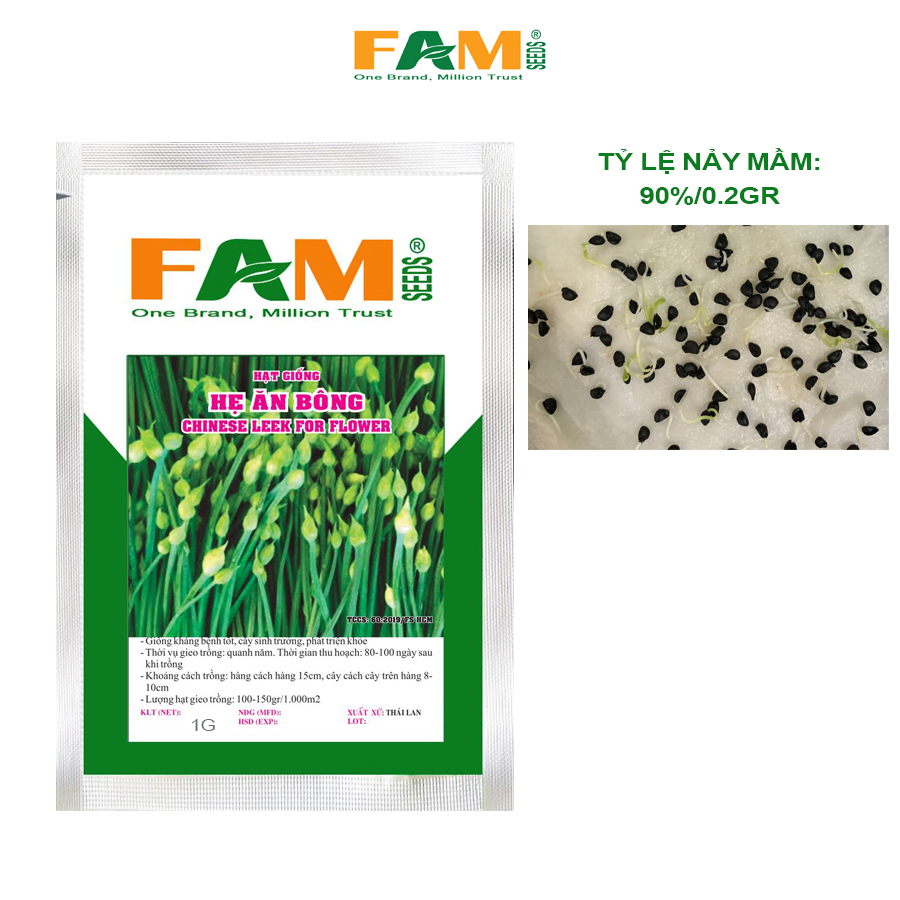 FAM SEEDS®
One Brand, Million Trust
TỶ LỆ NẢY MẦM:
90%/0.2GR
FAM SEEDS®
One Brand, Million Trust
HẠT GIỐNG
HẸ ĂN BÔNG
CHINESE LEEK FOR FLOWER
TCCS: 60:2019/FS HCM
- Giống kháng bệnh tốt, cây sinh trưởng, phát triển khỏe
- Thời vụ gieo trồng: quanh năm. Thời gian thu hoạch: 80-100 ngày sau
khi trồng
- Khoảng cách trồng: hàng cách hàng 15cm, cây cách cây trên hàng 8-
10cm
- Lượng hạt gieo trồng: 100-150gr/1.000m2
KLT (NET): NDG (MFD): XUẤT XỨ: THÁI LAN
1G HSD (EXP): LOT: